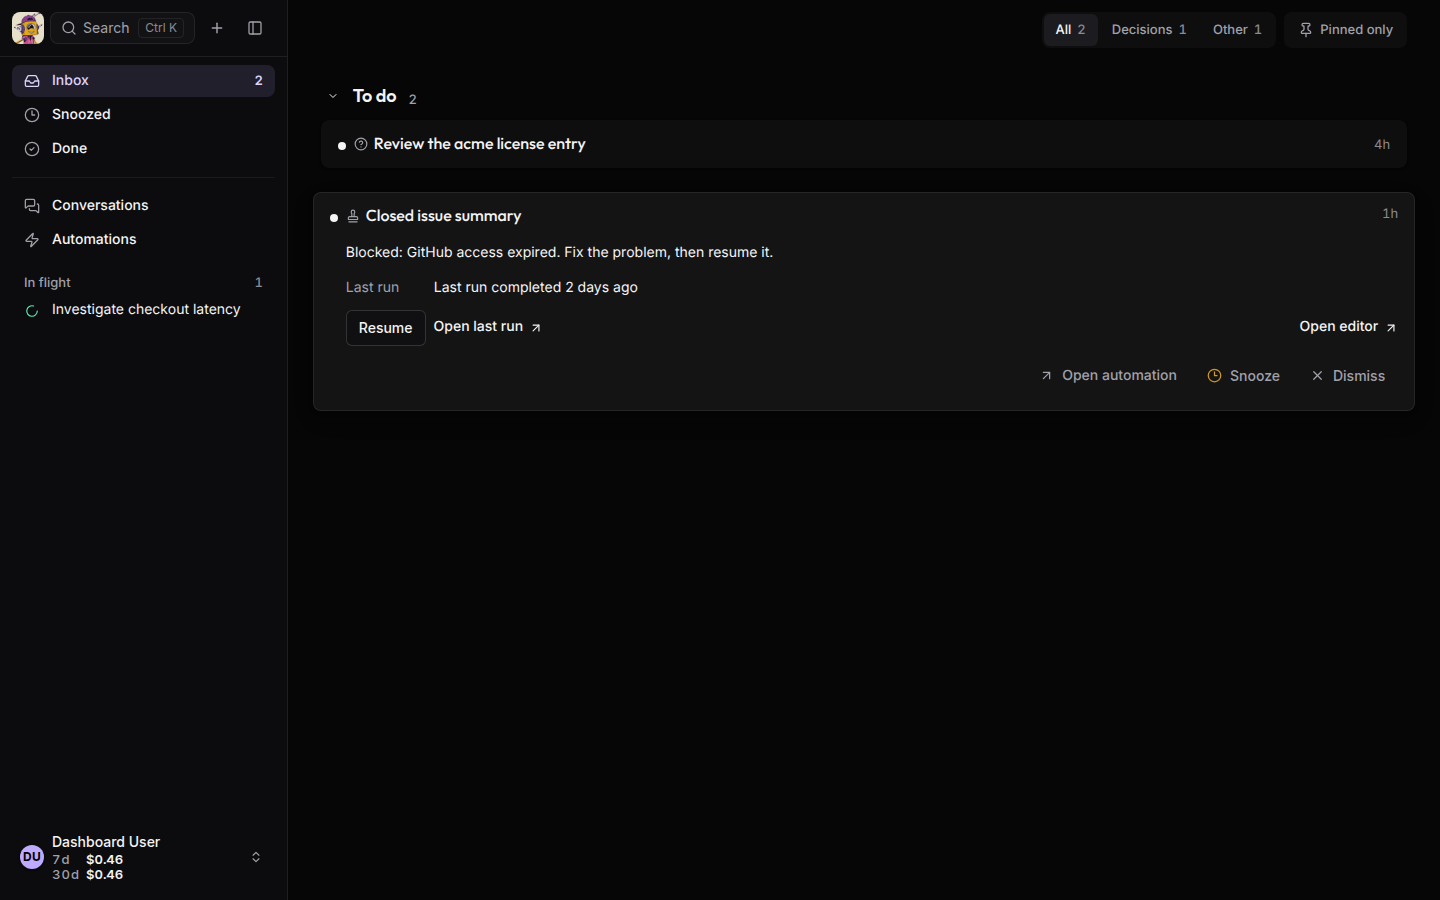 Search Ctrl K
All 2 Decisions 1 Other 1 Pinned only
Inbox 2
Snoozed
Done
Conversations
Automations
In flight 1
Investigate checkout latency
To do 2
Review the acme license entry 4h
Closed issue summary 1h
Blocked: GitHub access expired. Fix the problem, then resume it.
Last run Last run completed 2 days ago
Resume Open last run Open editor
Open automation Snooze Dismiss
DU Dashboard User
7d $0.46
30d $0.46